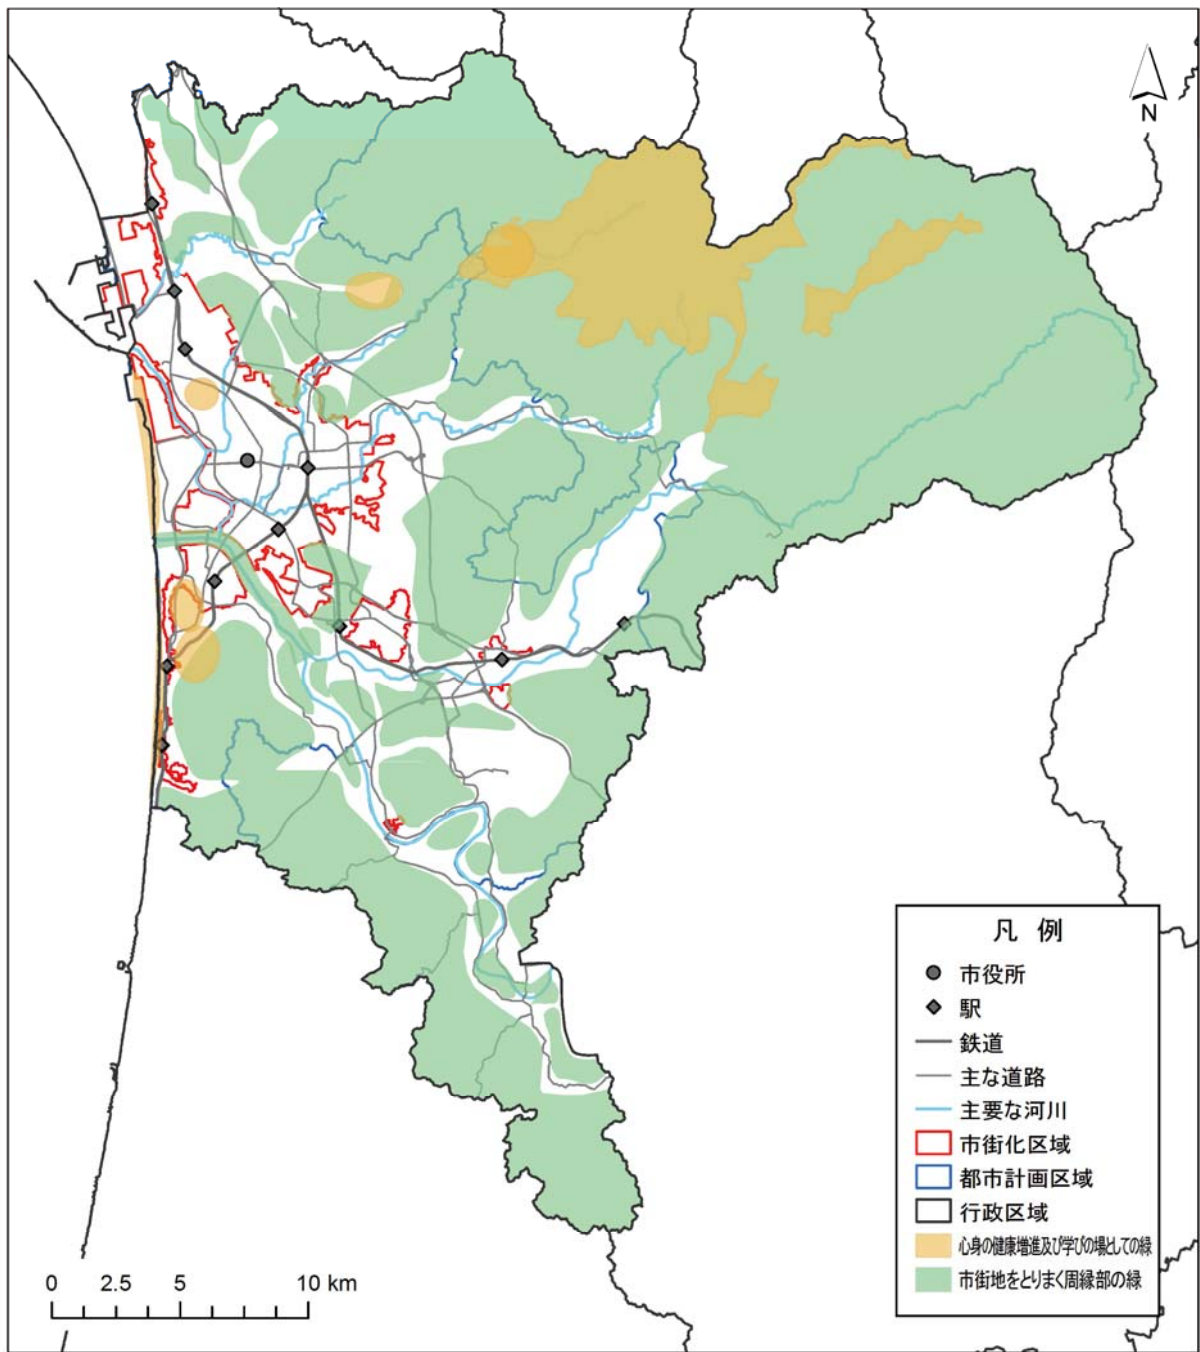 N
凡 例
市役所
駅
鉄道
主な道路
主要な河川
市街化区域
都市計画区域
行政区域
心身の健康増進及び学びの場としての緑
市街地をとりまく周縁部の緑
0 2.5 5 10 km